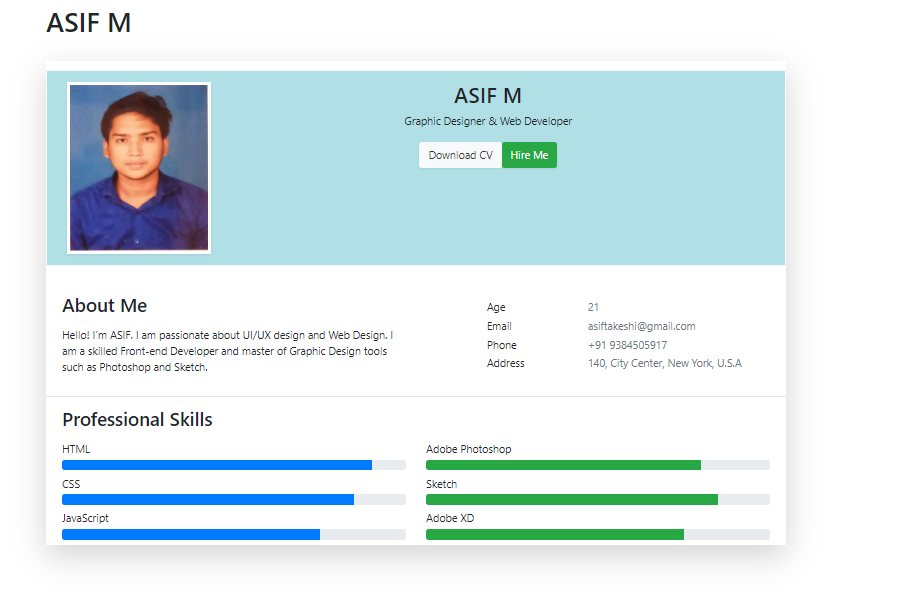 ASIF M
ASIF M
Graphic Designer & Web Developer
Download CV Hire Me
About Me
Hello! I'm ASIF. I am passionate about UI/UX design and Web Design. I
am a skilled Front-end Developer and master of Graphic Design tools
such as Photoshop and Sketch.
Age 21
Email asiftakeshi@gmail.com
Phone +91 9384505917
Address 140, City Center, New York, U.S.A
Professional Skills
HTML
CSS
JavaScript
Adobe Photoshop
Sketch
Adobe XD